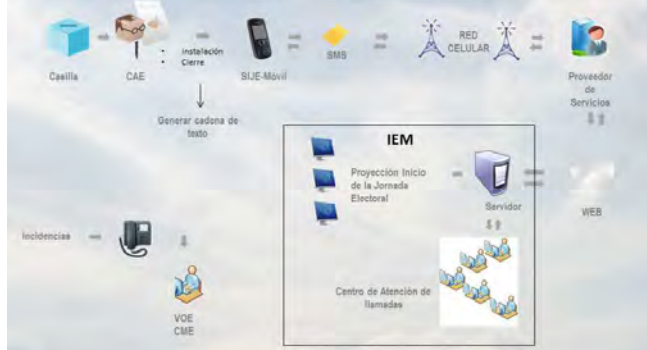 RED
CELULAR
Casilla
CAE
• Instalación
• Cierre
SIJE-Móvil
SMS
Proveedor
de
Servicios
Generar cadena de
texto
IEM
Proyección Inicio
de la Jornada
Electoral
Servidor
WEB
Incidencias
Centro de Atención de
llamadas
VOE
CME